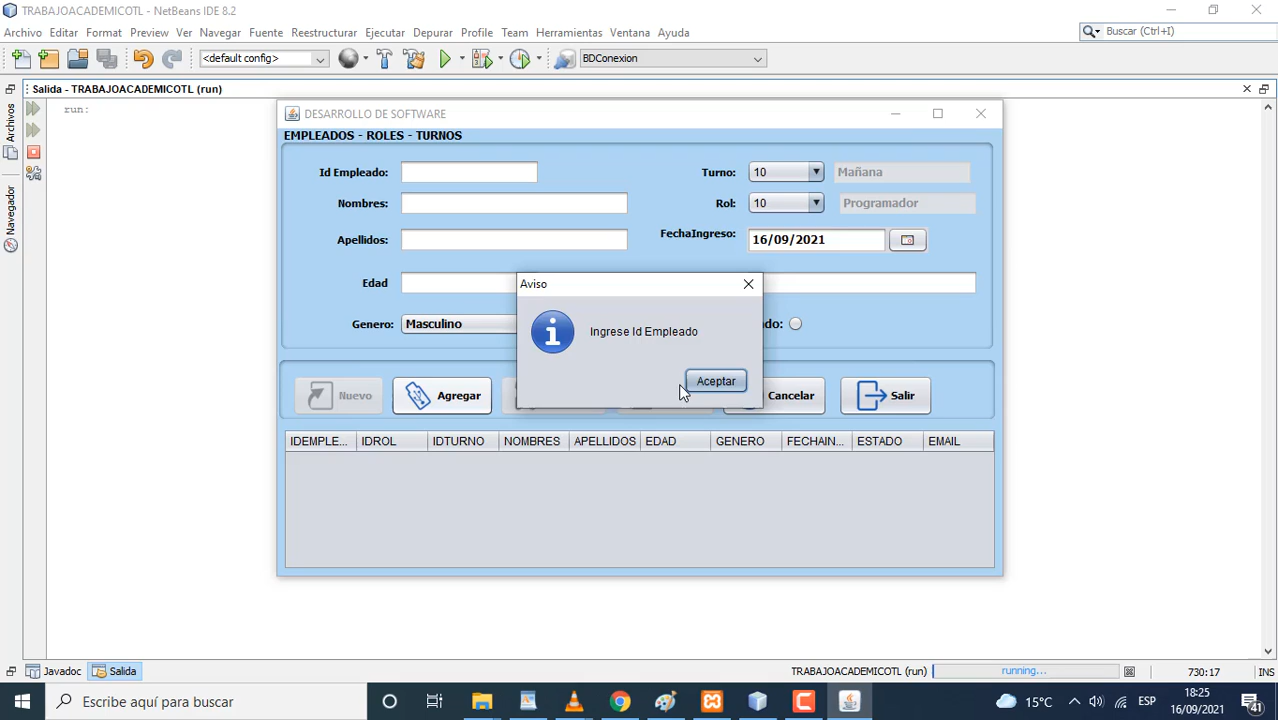 TRABAJOACADEMICOTL - NetBeans IDE 8.2
Archivo Editar Format Preview Ver Navegar Fuente Reestructurar Ejecutar Depurar Profile Team Herramientas Ventana Ayuda
Buscar (Ctrl+I)
<default config>
BDConexion
Salida - TRABAJOACADEMICOTL (run)
Archivos
Navegador
run:
DESARROLLO DE SOFTWARE
EMPLEADOS - ROLES - TURNOS
Id Empleado:
Turno: 10 Mañana
Nombres:
Rol: 10 Programador
Apellidos:
FechaIngreso: 16/09/2021
Edad
Genero: Masculino
Aviso
Ingrese Id Empleado
Aceptar
Nuevo Agregar Cancelar Salir
IDEMPLE... IDROL IDTURNO NOMBRES APELLIDOS EDAD GENERO FECHAIN... ESTADO EMAIL
Javadoc Salida
TRABAJOACADEMICOTL (run) running... 730:17 INS
Escribe aquí para buscar
15°C ESP
18:25
16/09/2021
41